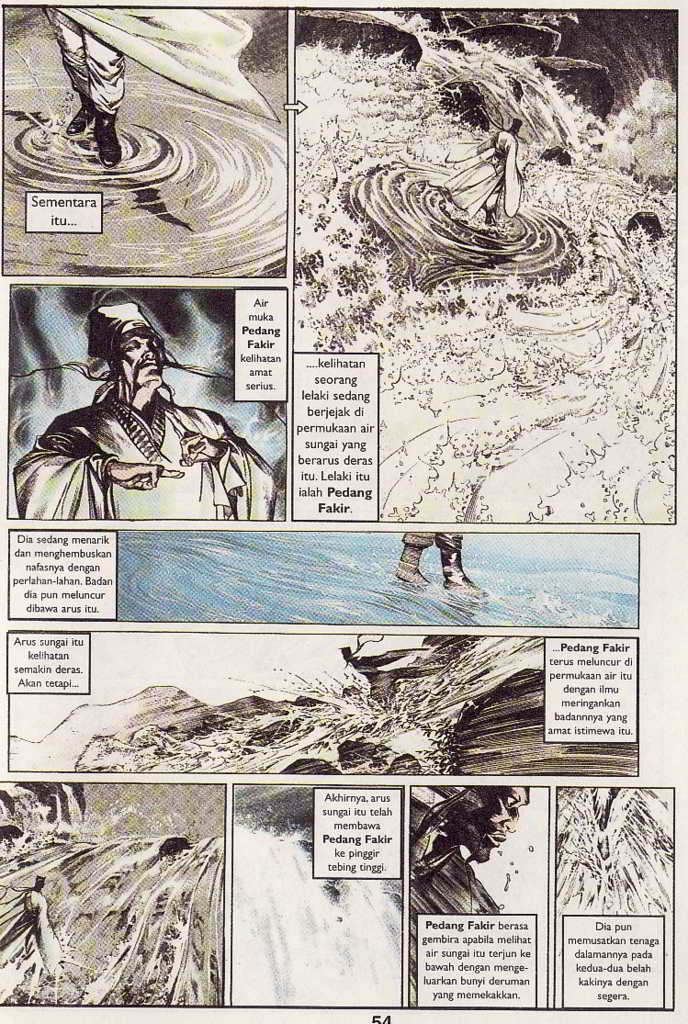 Sementara
itu...
....kelihatan
seorang
lelaki sedang
berjejak di
permukaan air
sungai yang
berarus deras
itu. Lelaki itu
ialah Pedang
Fakir.
Air
muka
Pedang
Fakir
kelihatan
amat
serius.
Dia sedang menarik
dan menghembuskan
nafasnya dengan
perlahan-lahan. Badan
dia pun meluncur
dibawa arus itu.
Arus sungai itu
kelihatan
semakin deras.
Akan tetapi...
...Pedang Fakir
terus meluncur di
permukaan air itu
dengan ilmu
meringankan
badannnya yang
amat istimewa itu.
Akhirnya, arus
sungai itu telah
membawa
Pedang Fakir
ke pinggir
tebing tinggi.
Pedang Fakir berasa
gembira apabila melihat
air sungai itu terjun ke
bawah dengan menge-
luarkan bunyi deruman
yang memekakkan.
Dia pun
memusatkan tenaga
dalamannya pada
kedua-dua belah
kakinya dengan
segera.
54